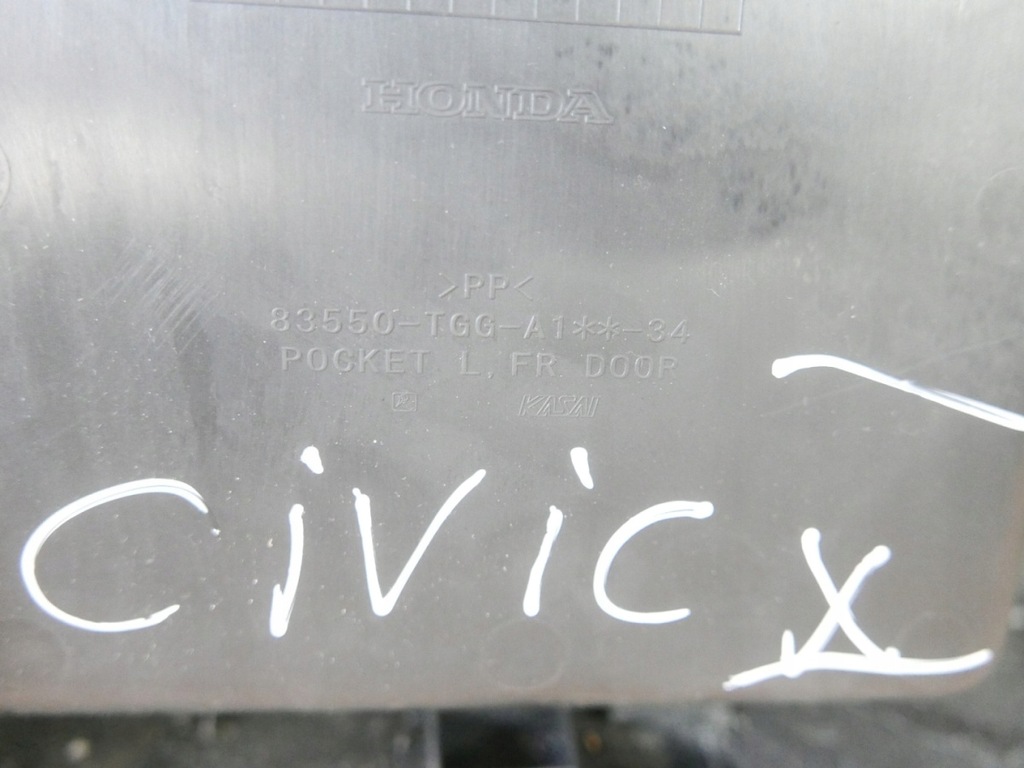 HONDA
>PP<
83550-TGG-A1**-34
POCKET L, FR DOOR
KASAI
civic X